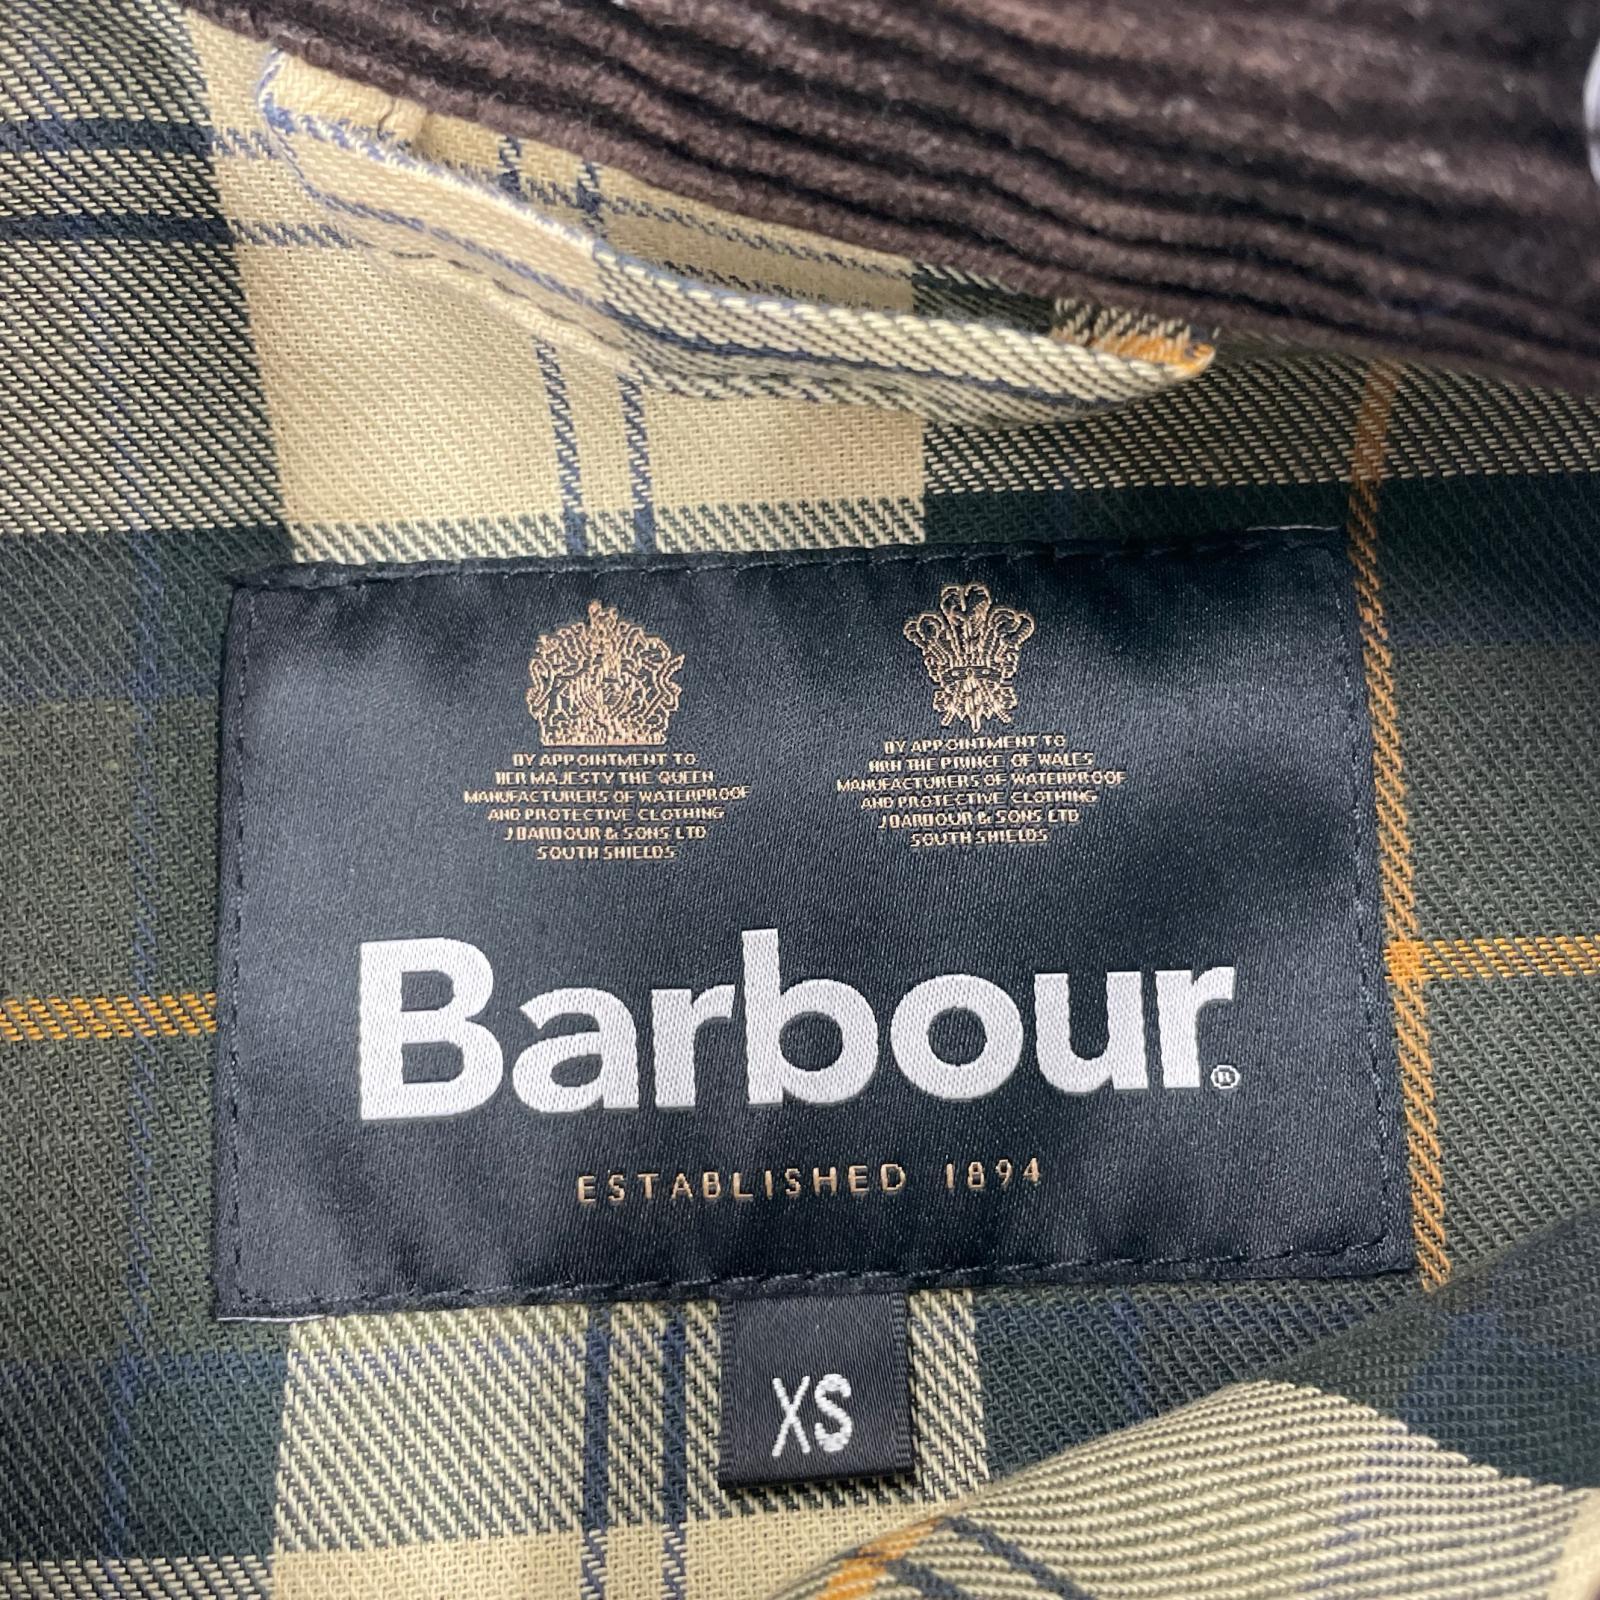 BY APPOINTMENT TO
HER MAJESTY THE QUEEN
MANUFACTURERS OF WATERPROOF
AND PROTECTIVE CLOTHING
J BARBOUR & SONS LTD
SOUTH SHIELDS
BY APPOINTMENT TO
HRH THE PRINCE OF WALES
MANUFACTURERS OF WATERPROOF
AND PROTECTIVE CLOTHING
J BARBOUR & SONS LTD
SOUTH SHIELDS
Barbour®
ESTABLISHED 1894
XS